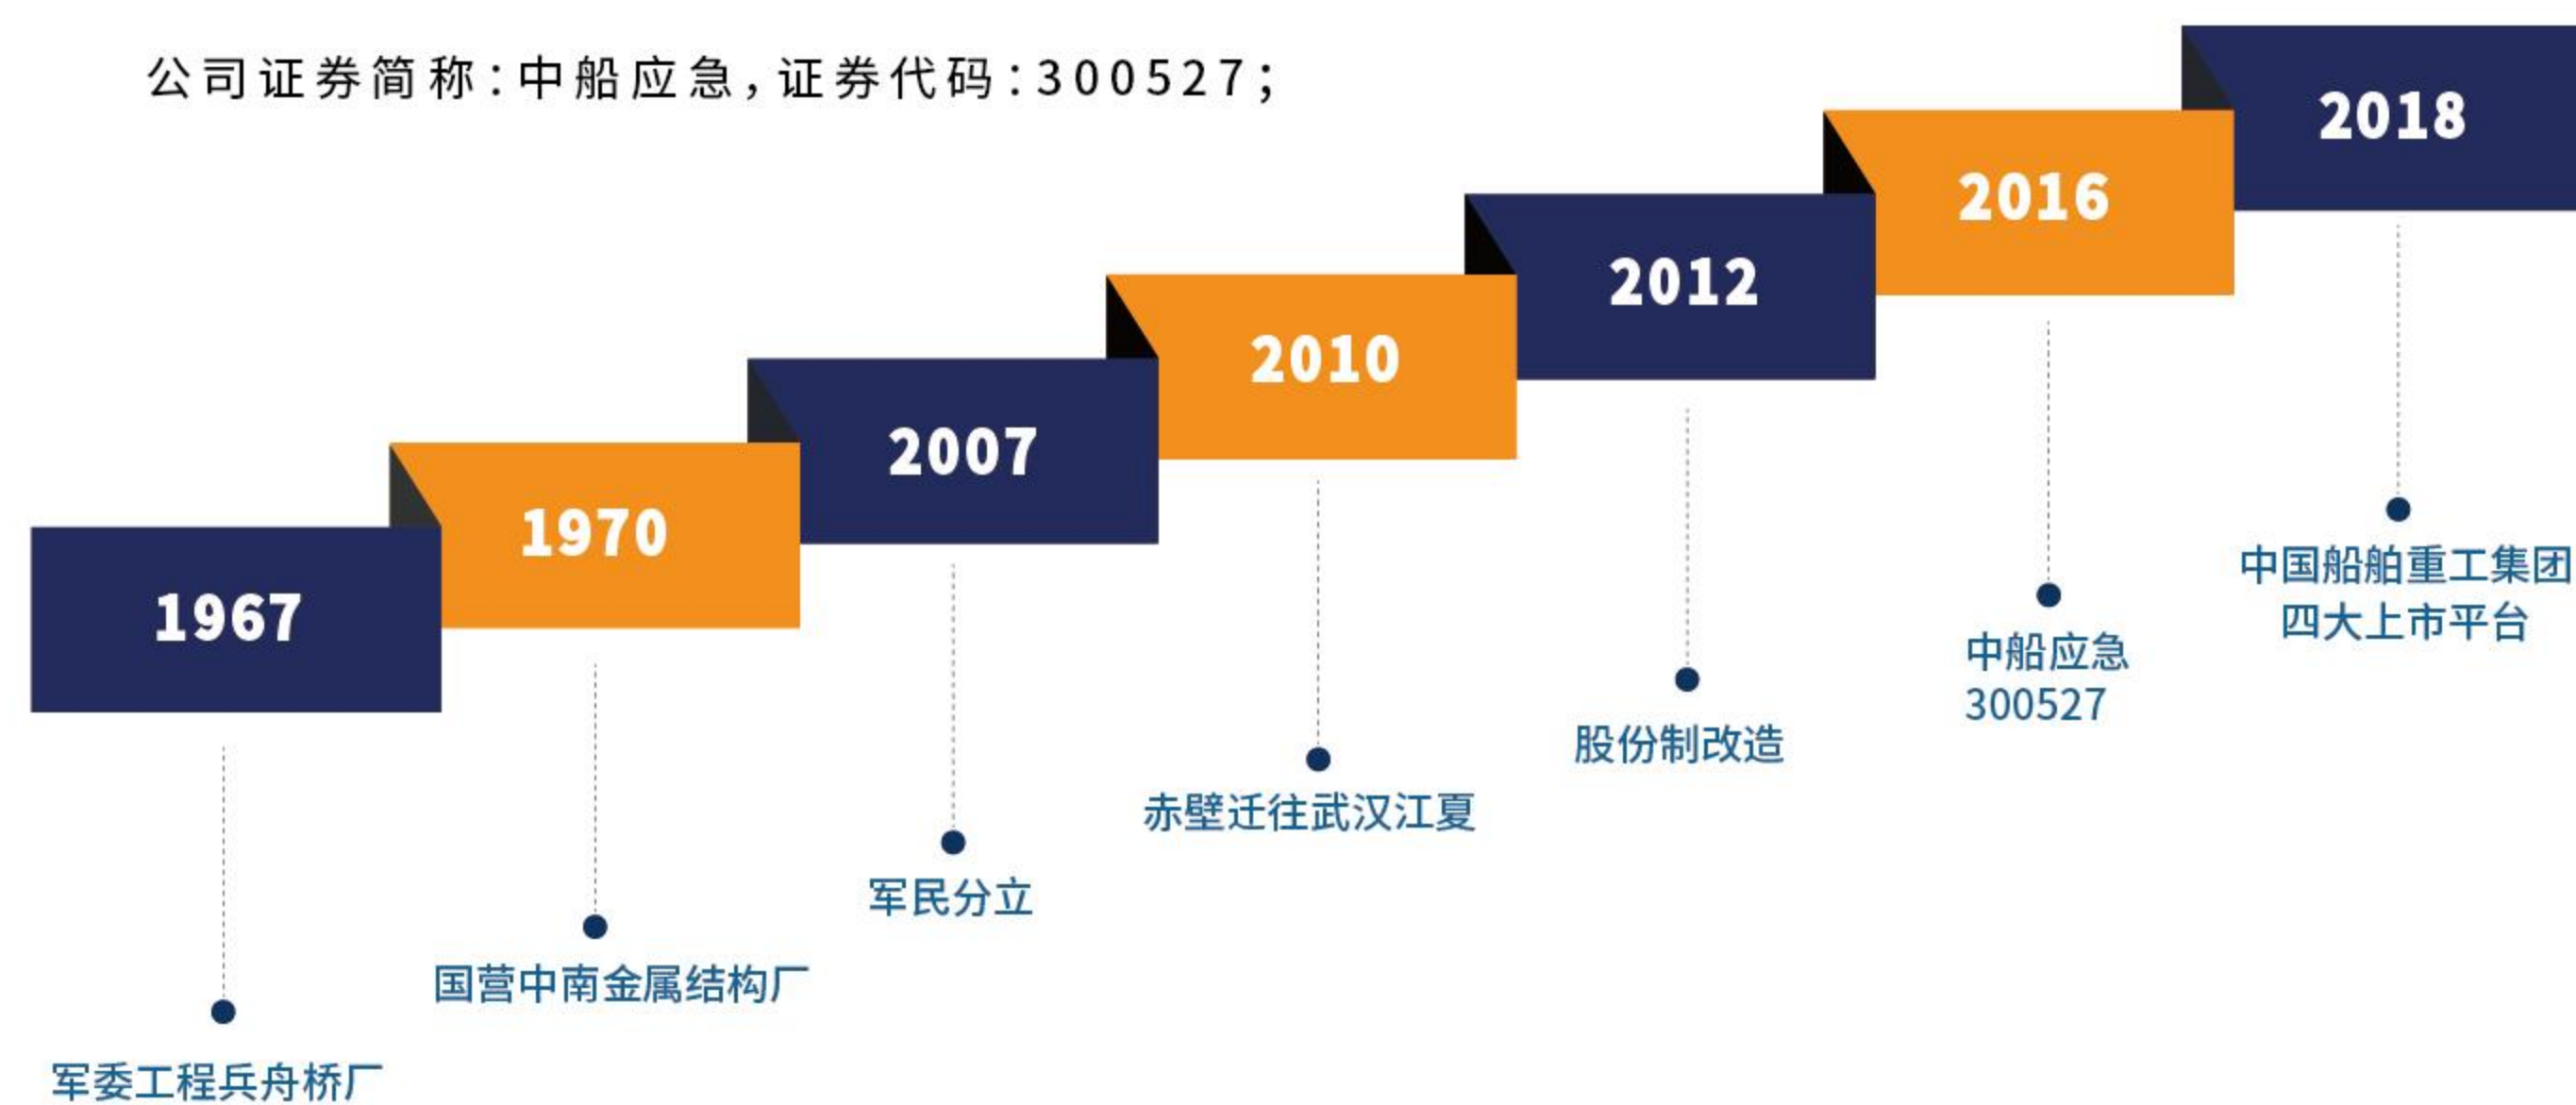 公司证券简称:中船应急,证券代码:300527;
1967
军委工程兵舟桥厂
1970
国营中南金属结构厂
2007
军民分立
2010
赤壁迁往武汉江夏
2012
股份制改造
2016
中船应急
300527
2018
中国船舶重工集团
四大上市平台